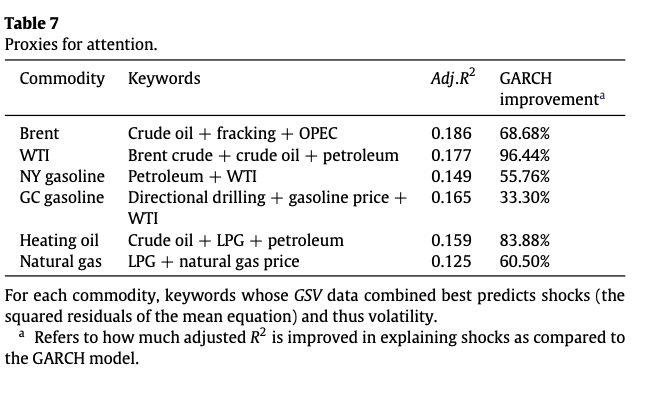 Table 7
Proxies for attention.
Commodity Keywords Adj.R2 GARCH
improvementa
Brent Crude oil + fracking + OPEC 0.186 68.68%
WTI Brent crude + crude oil + petroleum 0.177 96.44%
NY gasoline Petroleum + WTI 0.149 55.76%
GC gasoline Directional drilling + gasoline price + 0.165 33.30%
WTI
Heating oil Crude oil + LPG + petroleum 0.159 83.88%
Natural gas LPG + natural gas price 0.125 60.50%
For each commodity, keywords whose GSV data combined best predicts shocks (the
squared residuals of the mean equation) and thus volatility.
a Refers to how much adjusted R2 is improved in explaining shocks as compared to
the GARCH model.